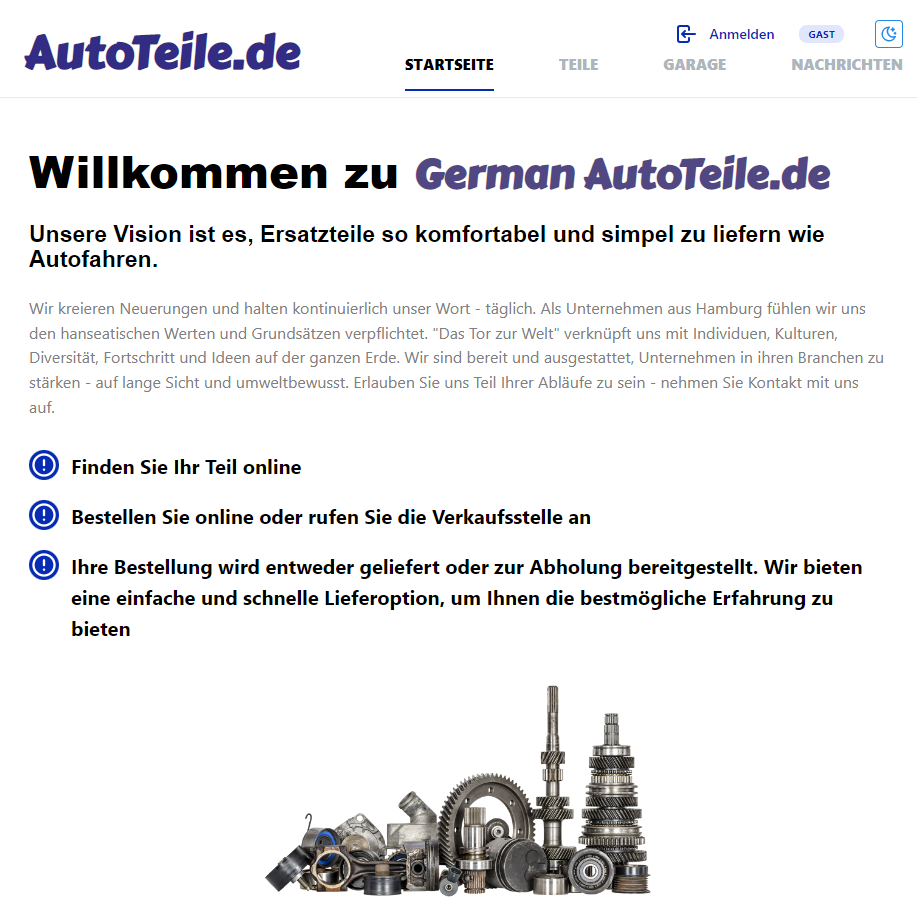 AutoTeile.de
Anmelden
GAST
STARTSEITE
TEILE
GARAGE
NACHRICHTEN
Willkommen zu German AutoTeile.de
Unsere Vision ist es, Ersatzteile so komfortabel und simpel zu liefern wie
Autofahren.
Wir kreieren Neuerungen und halten kontinuierlich unser Wort - täglich. Als Unternehmen aus Hamburg fühlen wir uns
den hanseatischen Werten und Grundsätzen verpflichtet. "Das Tor zur Welt" verknüpft uns mit Individuen, Kulturen,
Diversität, Fortschritt und Ideen auf der ganzen Erde. Wir sind bereit und ausgestattet, Unternehmen in ihren Branchen zu
stärken - auf lange Sicht und umweltbewusst. Erlauben Sie uns Teil Ihrer Abläufe zu sein - nehmen Sie Kontakt mit uns
auf.
Finden Sie Ihr Teil online
Bestellen Sie online oder rufen Sie die Verkaufsstelle an
Ihre Bestellung wird entweder geliefert oder zur Abholung bereitgestellt. Wir bieten
eine einfache und schnelle Lieferoption, um Ihnen die bestmögliche Erfahrung zu
bieten